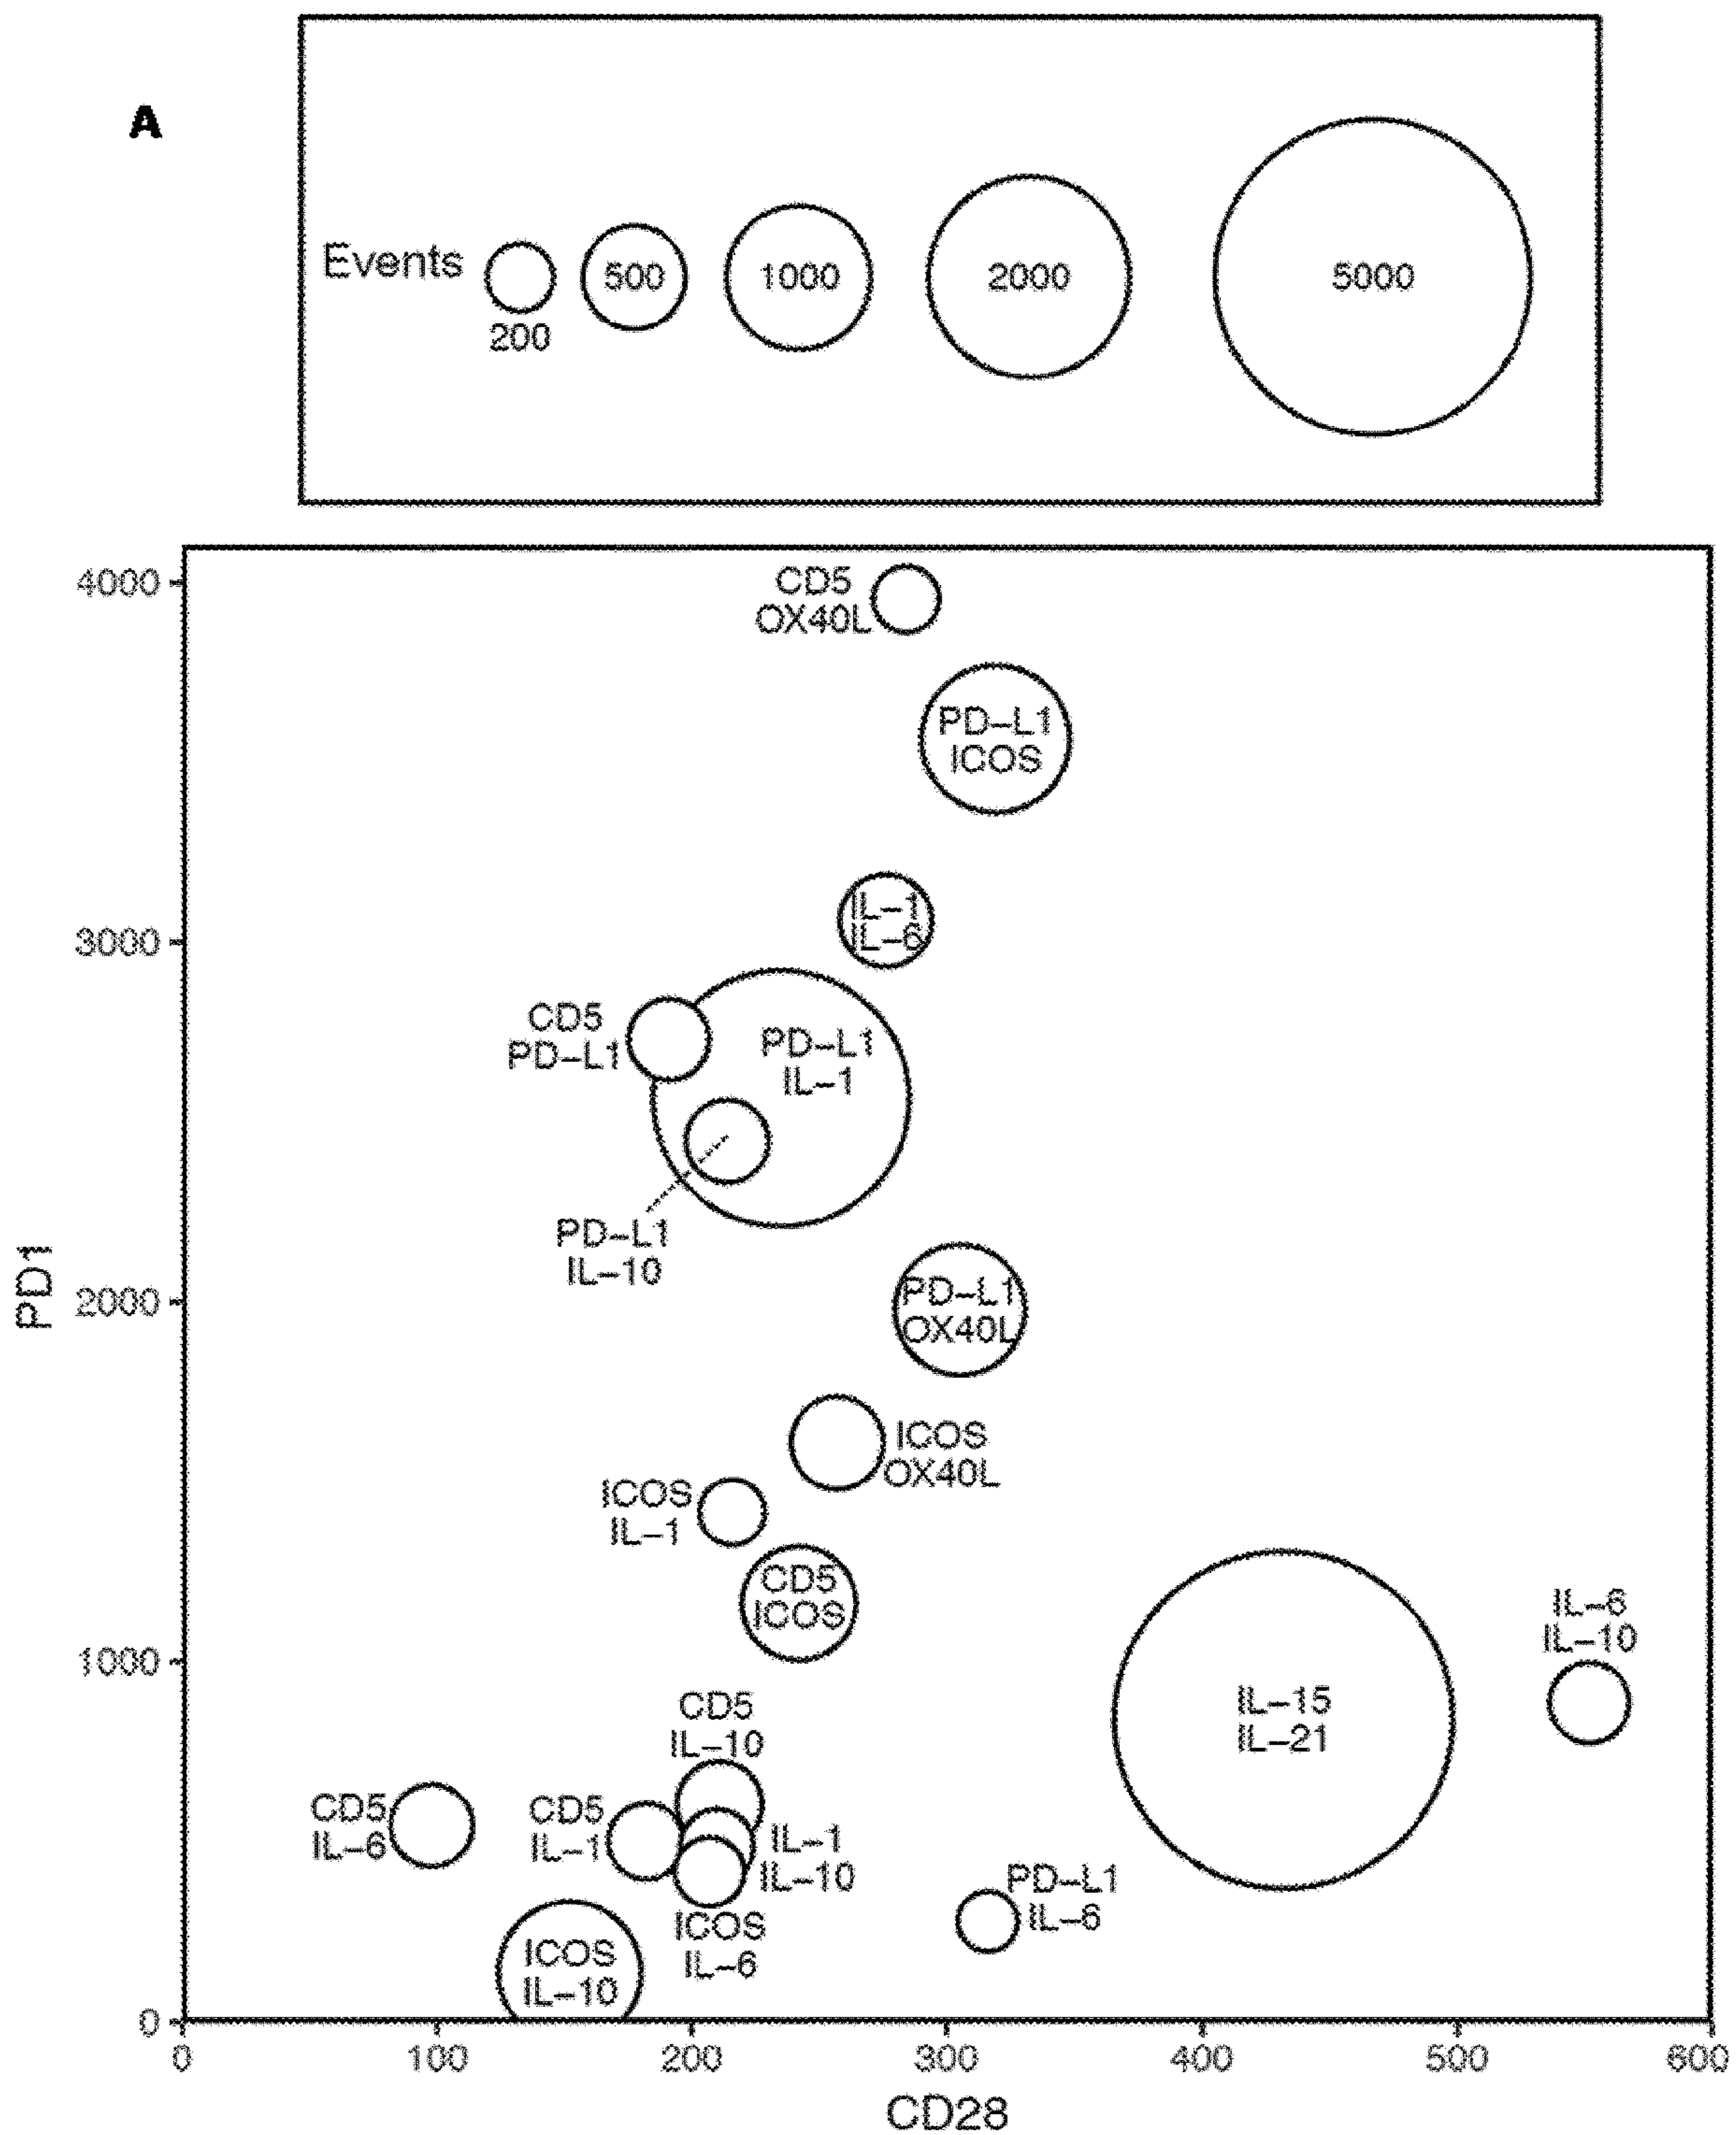 A
Events
200
500
1000
2000
5000
4000
3000
2000
1000
0
PD1
CD5
OX40L
PD–L1
ICOS
IL–1
IL–6
CD5
PD–L1
PD–L1
IL–1
PD–L1
IL–10
PD–L1
OX40L
ICOS
OX40L
ICOS
IL–1
CD5
ICOS
IL–6
IL–10
IL–15
IL–21
CD5
IL–10
CD5
IL–6
CD5
IL–1
IL–1
IL–10
PD–L1
IL–6
ICOS
IL–6
ICOS
IL–10
0
100
200
300
400
500
600
CD28